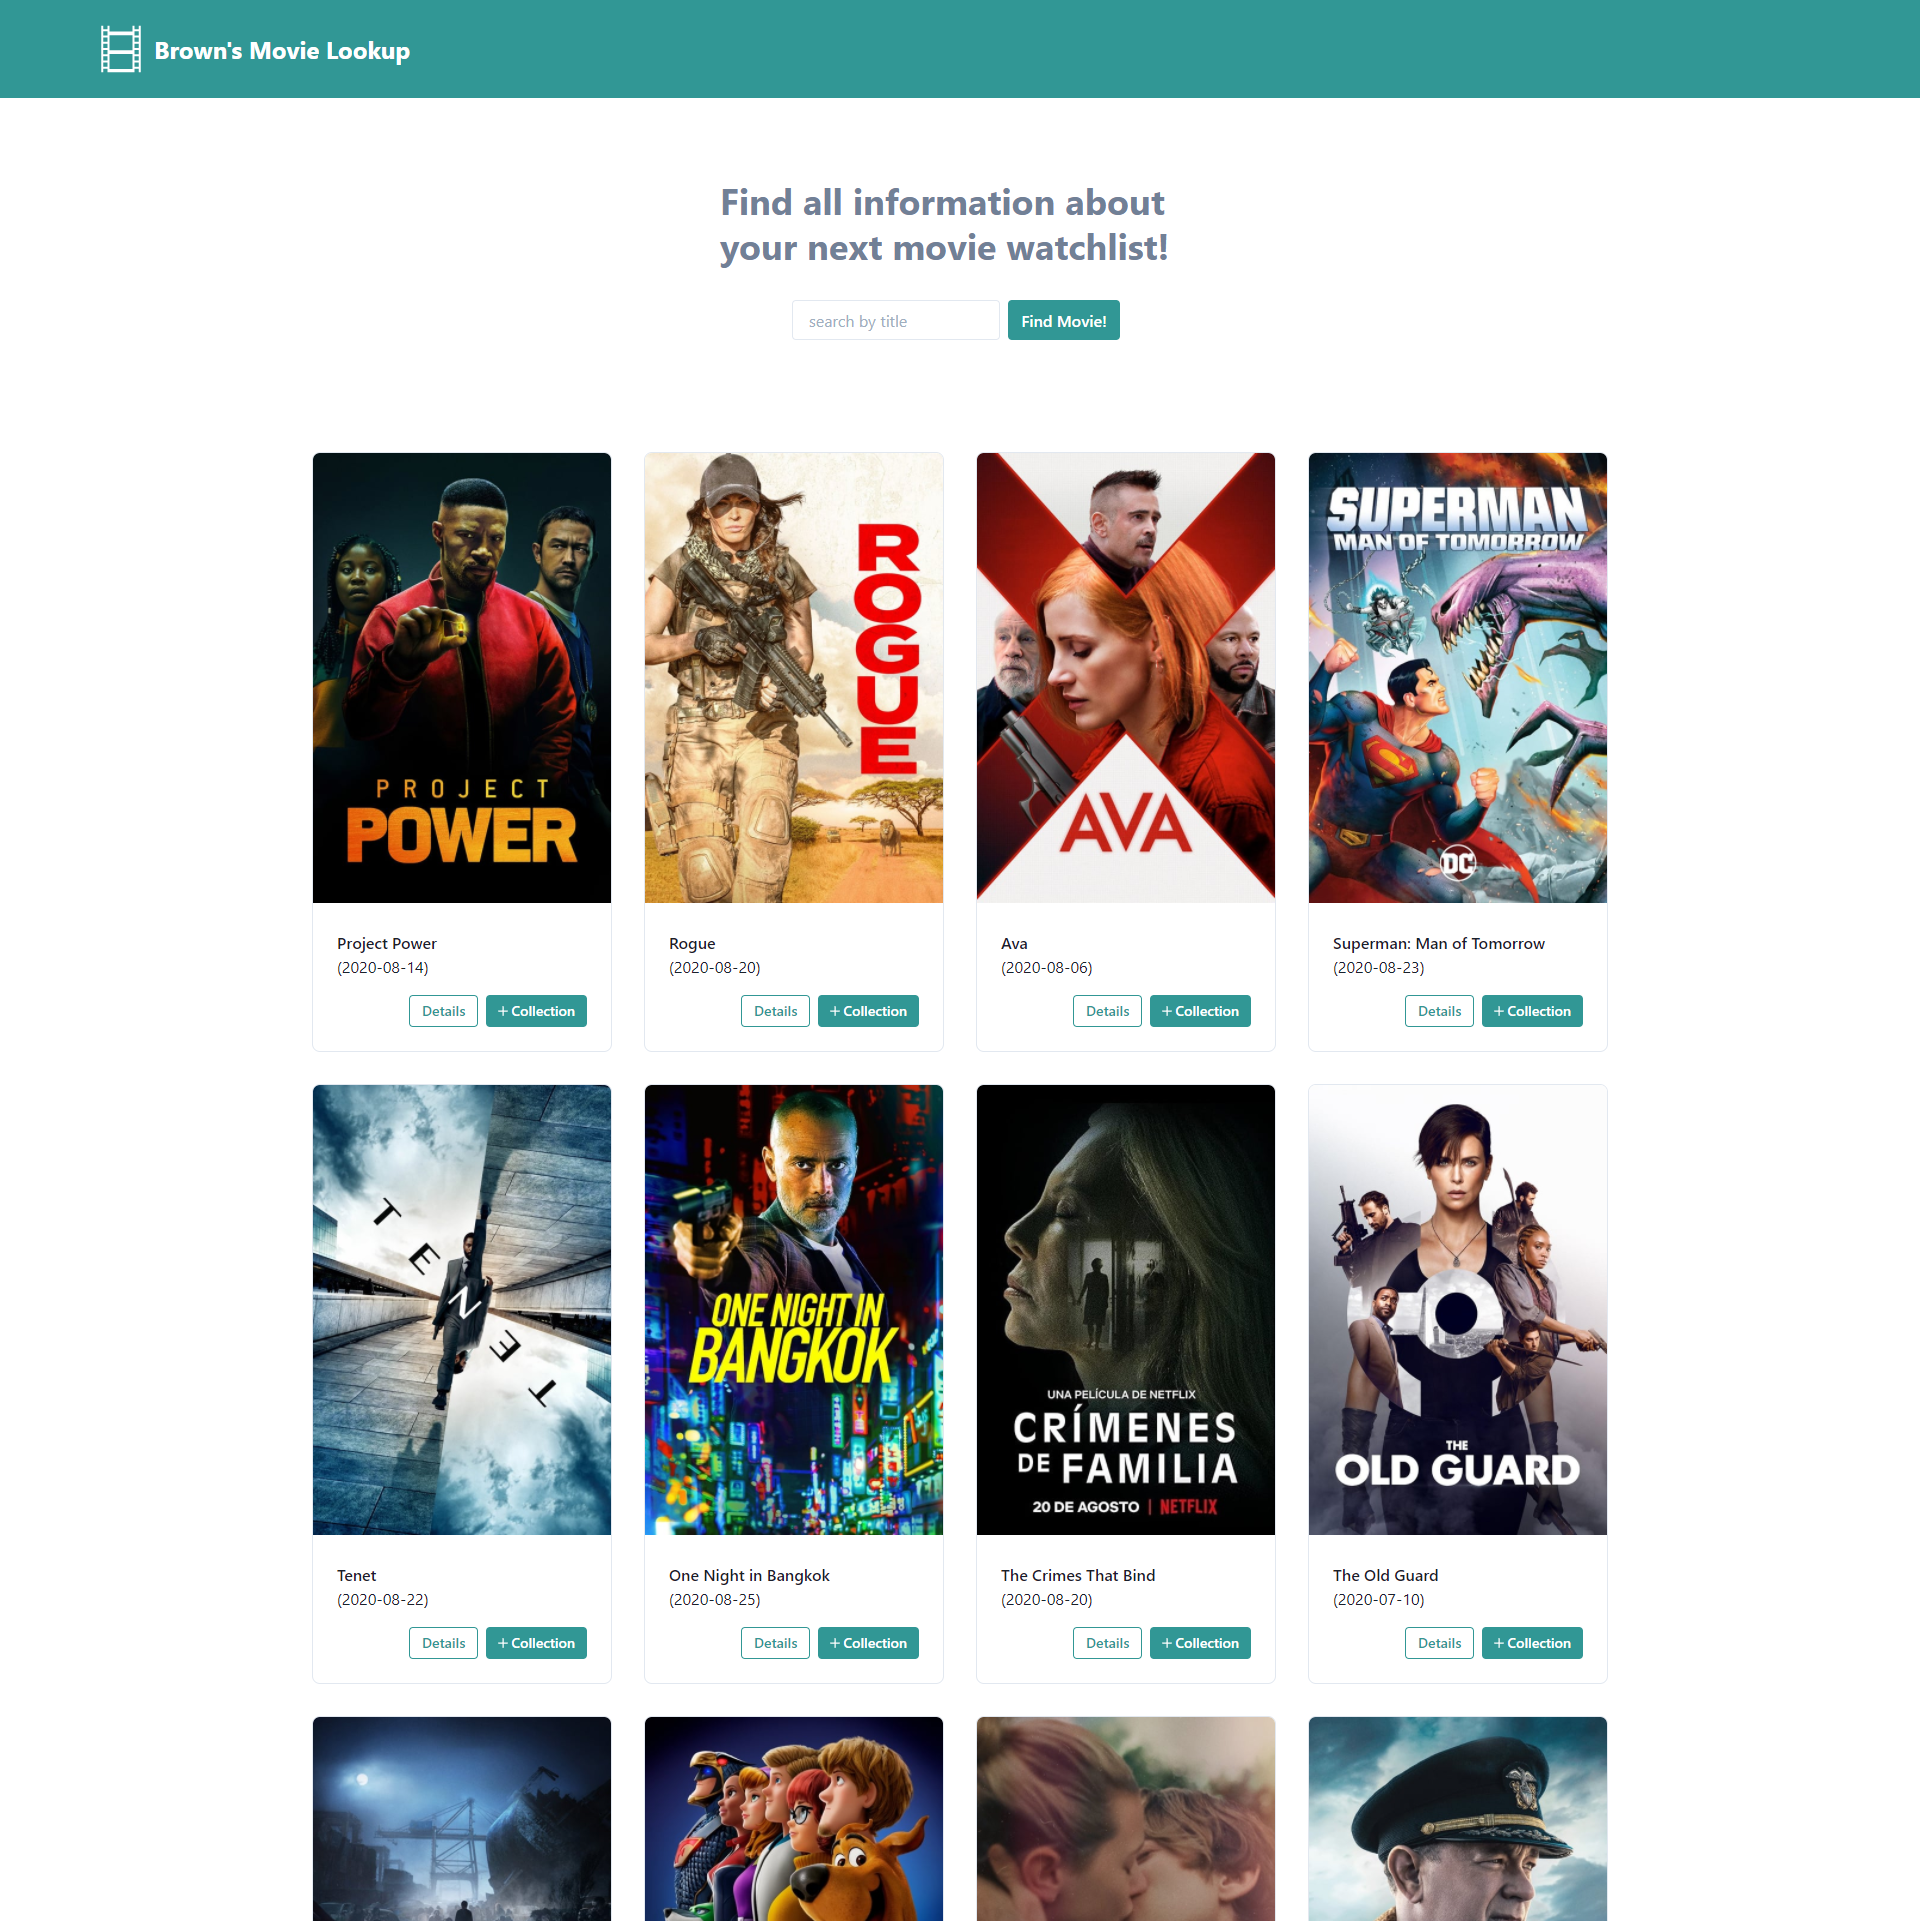 Brown's Movie Lookup
Find all information about
your next movie watchlist!
search by title
Find Movie!
PROJECT
POWER
ROGUE
AVA
SUPERMAN
MAN OF TOMORROW
DC
Project Power
(2020-08-14)
Details
+ Collection
Rogue
(2020-08-20)
Details
+ Collection
Ava
(2020-08-06)
Details
+ Collection
Superman: Man of Tomorrow
(2020-08-23)
Details
+ Collection
TENET
ONE NIGHT IN
BANGKOK
UNA PELÍCULA DE NETFLIX
CRÍMENES
DE FAMILIA
20 DE AGOSTO | NETFLIX
THE
OLD GUARD
Tenet
(2020-08-22)
Details
+ Collection
One Night in Bangkok
(2020-08-25)
Details
+ Collection
The Crimes That Bind
(2020-08-20)
Details
+ Collection
The Old Guard
(2020-07-10)
Details
+ Collection